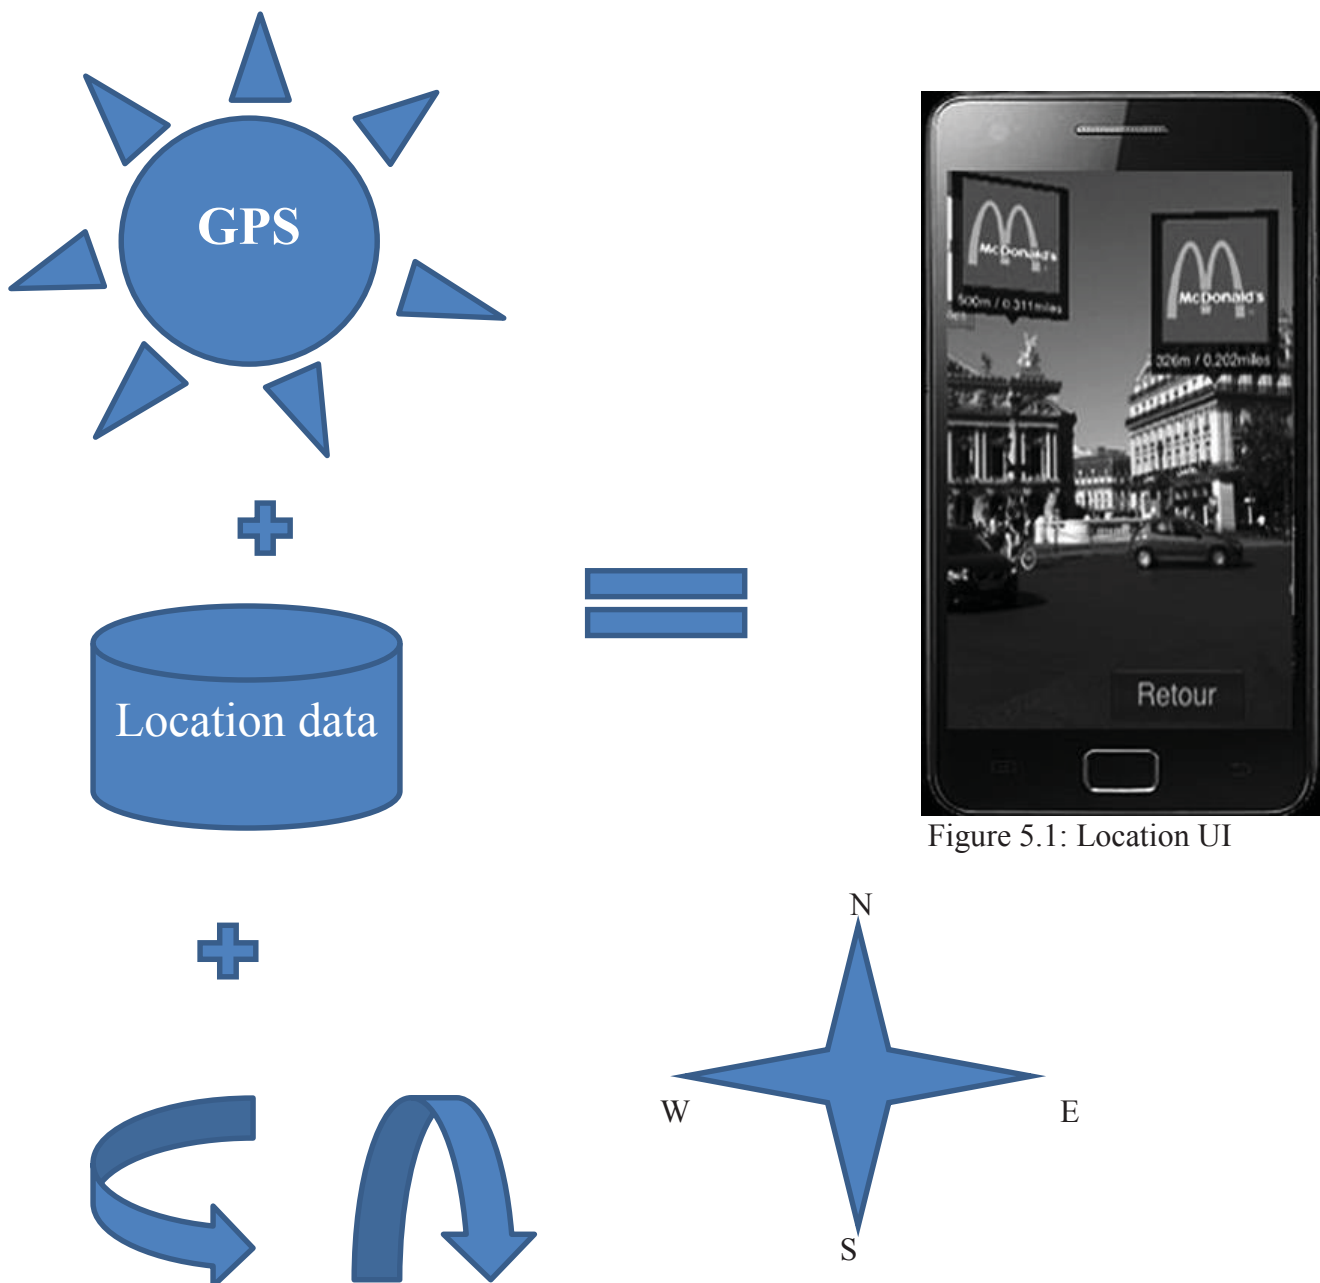 GPS
McDonald's
500m / 0.311miles
McDonald's
326m / 0.202miles
Location data
Retour
Figure 5.1: Location UI
N
W
E
S